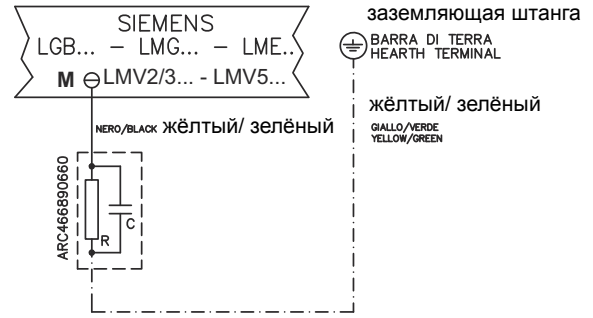 SIEMENS
LGB... – LMG... – LME..
M LMV2/3... - LMV5...
заземляющая штанга
BARRA DI TERRA
HEARTH TERMINAL
жёлтый/ зелёный
GIALLO/VERDE
YELLOW/GREEN
NERO/BLACK жёлтый/ зелёный
ARC466890660
R
C